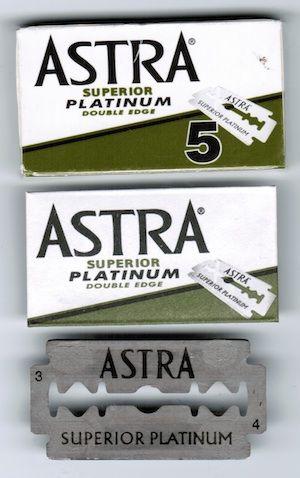 ASTRA®
SUPERIOR
PLATINUM
DOUBLE EDGE
5
ASTRA
SUPERIOR PLATINUM
ASTRA®
SUPERIOR
PLATINUM
DOUBLE EDGE
ASTRA
SUPERIOR PLATINUM
3
ASTRA
4
SUPERIOR PLATINUM